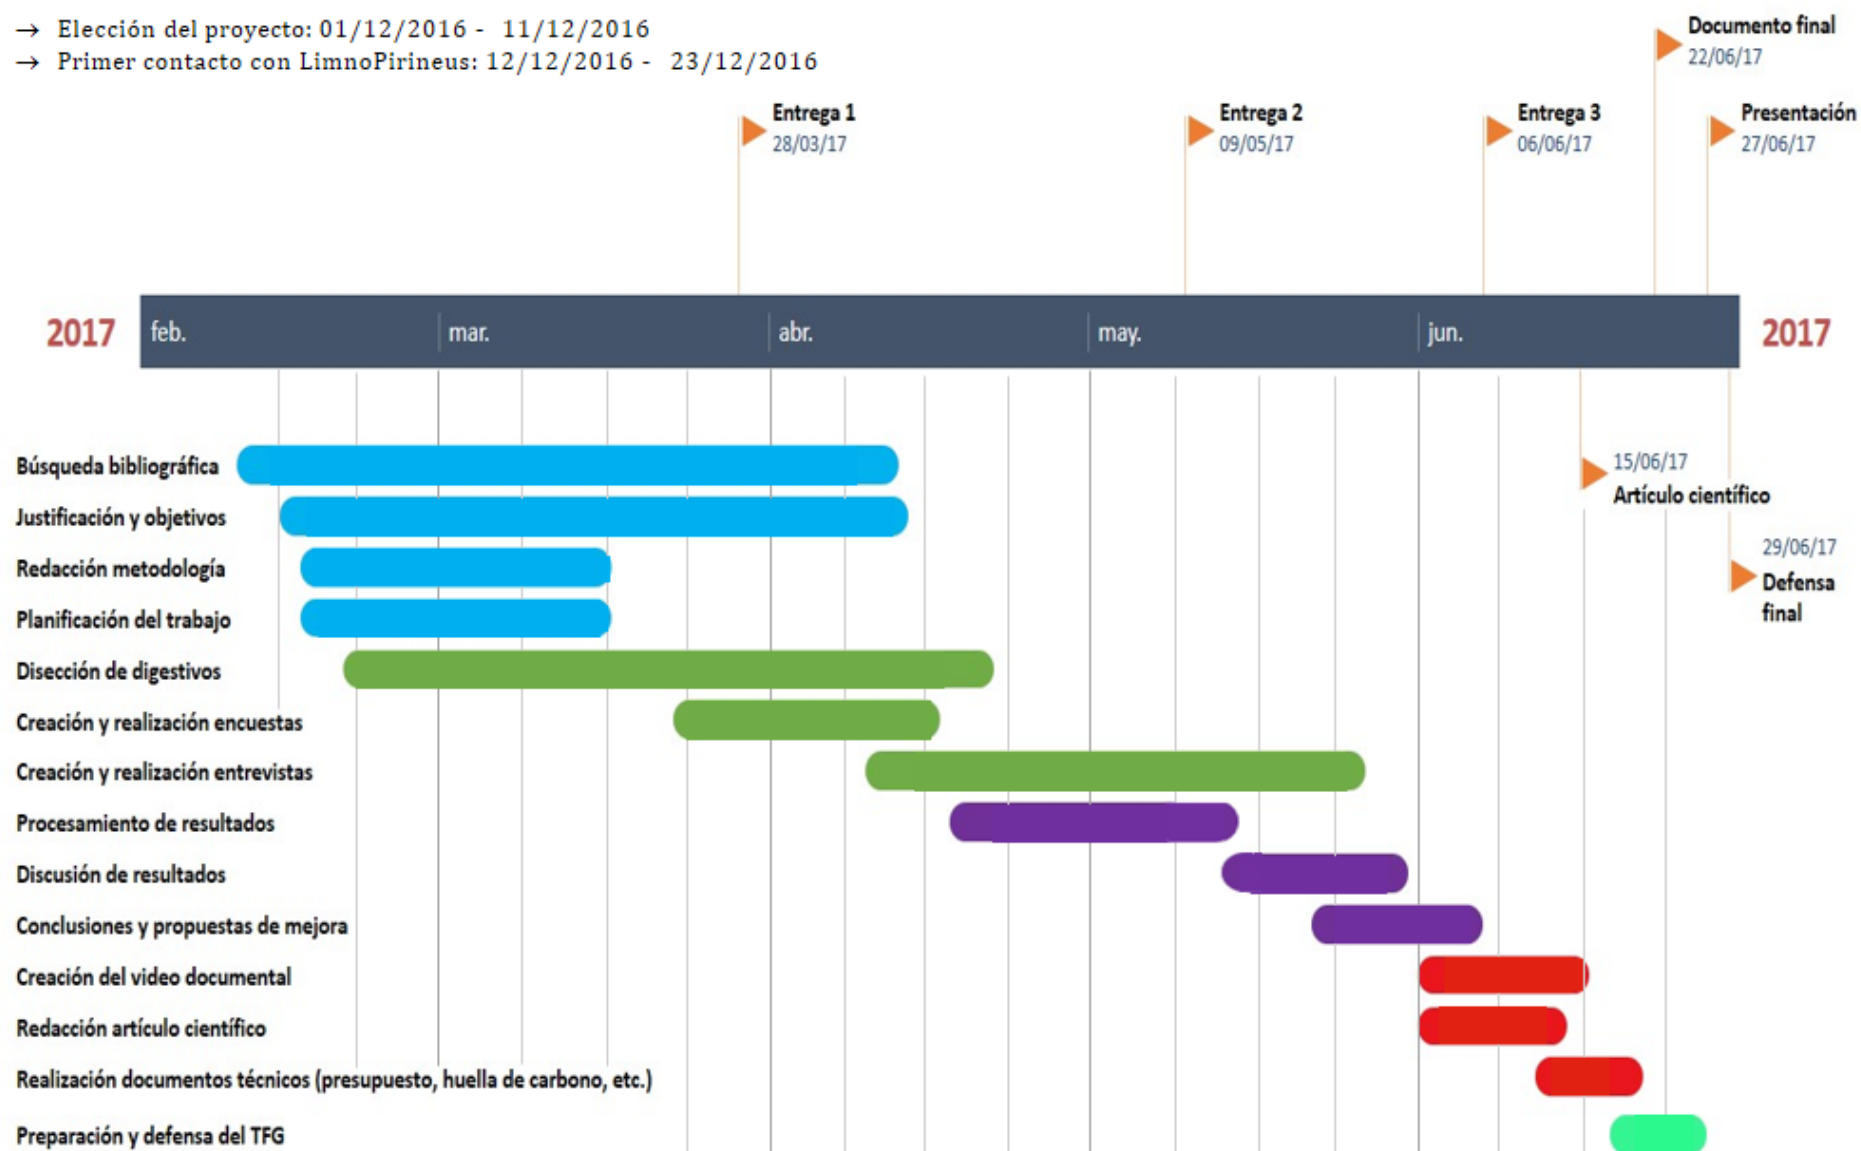 → Elección del proyecto: 01/12/2016 - 11/12/2016
→ Primer contacto con LimnoPirineus: 12/12/2016 - 23/12/2016
Documento final
22/06/17
Entrega 1
28/03/17
Entrega 2
09/05/17
Entrega 3
06/06/17
Presentación
27/06/17
2017
feb.
mar.
abr.
may.
jun.
2017
Búsqueda bibliográfica
15/06/17
Artículo científico
Justificación y objetivos
29/06/17
Defensa
final
Redacción metodología
Planificación del trabajo
Disección de digestivos
Creación y realización encuestas
Creación y realización entrevistas
Procesamiento de resultados
Discusión de resultados
Conclusiones y propuestas de mejora
Creación del video documental
Redacción artículo científico
Realización documentos técnicos (presupuesto, huella de carbono, etc.)
Preparación y defensa del TFG